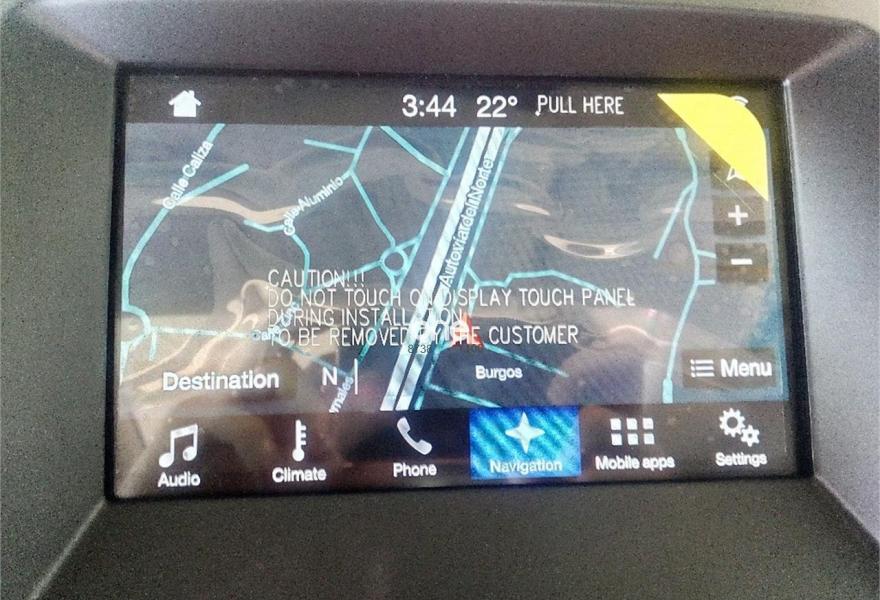 3:44 22° PULL HERE
Calle Caliza
Calle Aluminio
Autovía del Norte
CAUTION!!!
DO NOT TOUCH ON DISPLAY TOUCH PANEL
DURING INSTALLATION
TO BE REMOVED BY THE CUSTOMER
Burgos
Destination
N
Menu
Audio
Climate
Phone
Navigation
Mobile apps
Settings